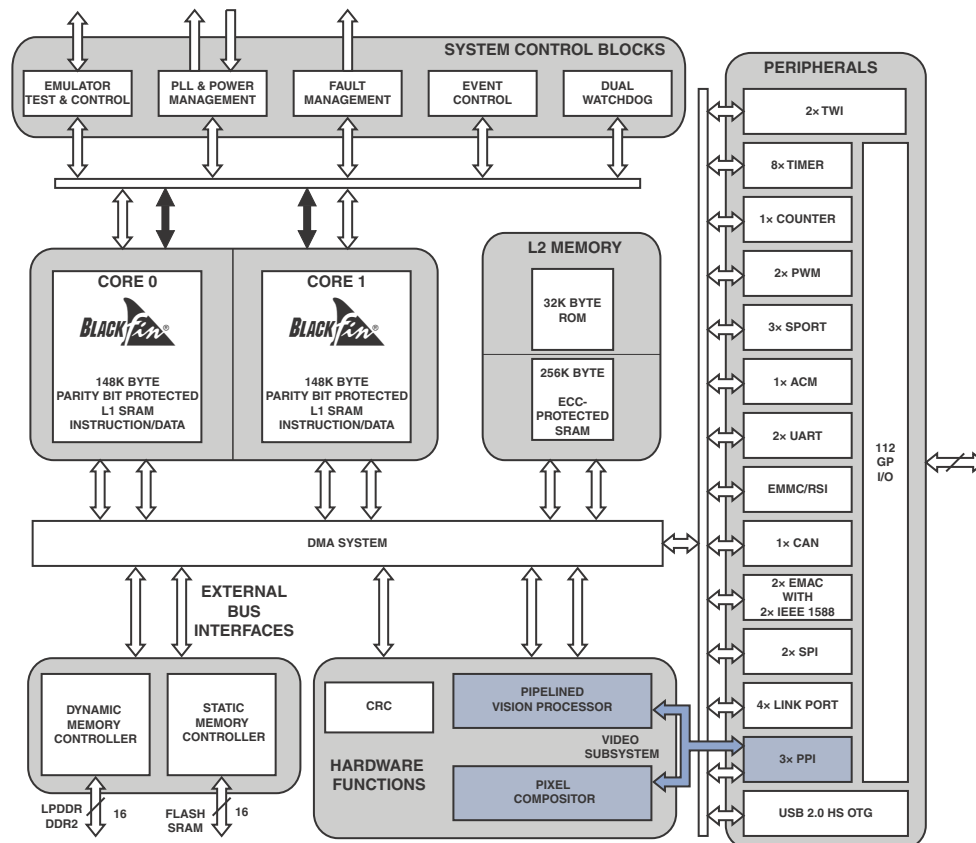 SYSTEM CONTROL BLOCKS
EMULATOR
TEST & CONTROL
PLL & POWER
MANAGEMENT
FAULT
MANAGEMENT
EVENT
CONTROL
DUAL
WATCHDOG
CORE 0
BLACKfin®
148K BYTE
PARITY BIT PROTECTED
L1 SRAM
INSTRUCTION/DATA
CORE 1
BLACKfin®
148K BYTE
PARITY BIT PROTECTED
L1 SRAM
INSTRUCTION/DATA
L2 MEMORY
32K BYTE
ROM
256K BYTE
ECC-
PROTECTED
SRAM
DMA SYSTEM
EXTERNAL
BUS
INTERFACES
DYNAMIC
MEMORY
CONTROLLER
STATIC
MEMORY
CONTROLLER
LPDDR
DDR2
16
FLASH
SRAM
16
CRC
HARDWARE
FUNCTIONS
PIPELINED
VISION PROCESSOR
VIDEO
SUBSYSTEM
PIXEL
COMPOSITOR
PERIPHERALS
2× TWI
8× TIMER
1× COUNTER
2× PWM
3× SPORT
1× ACM
2× UART
EMMC/RSI
1× CAN
2× EMAC
WITH
2× IEEE 1588
2× SPI
4× LINK PORT
3× PPI
USB 2.0 HS OTG
112
GP
I/O